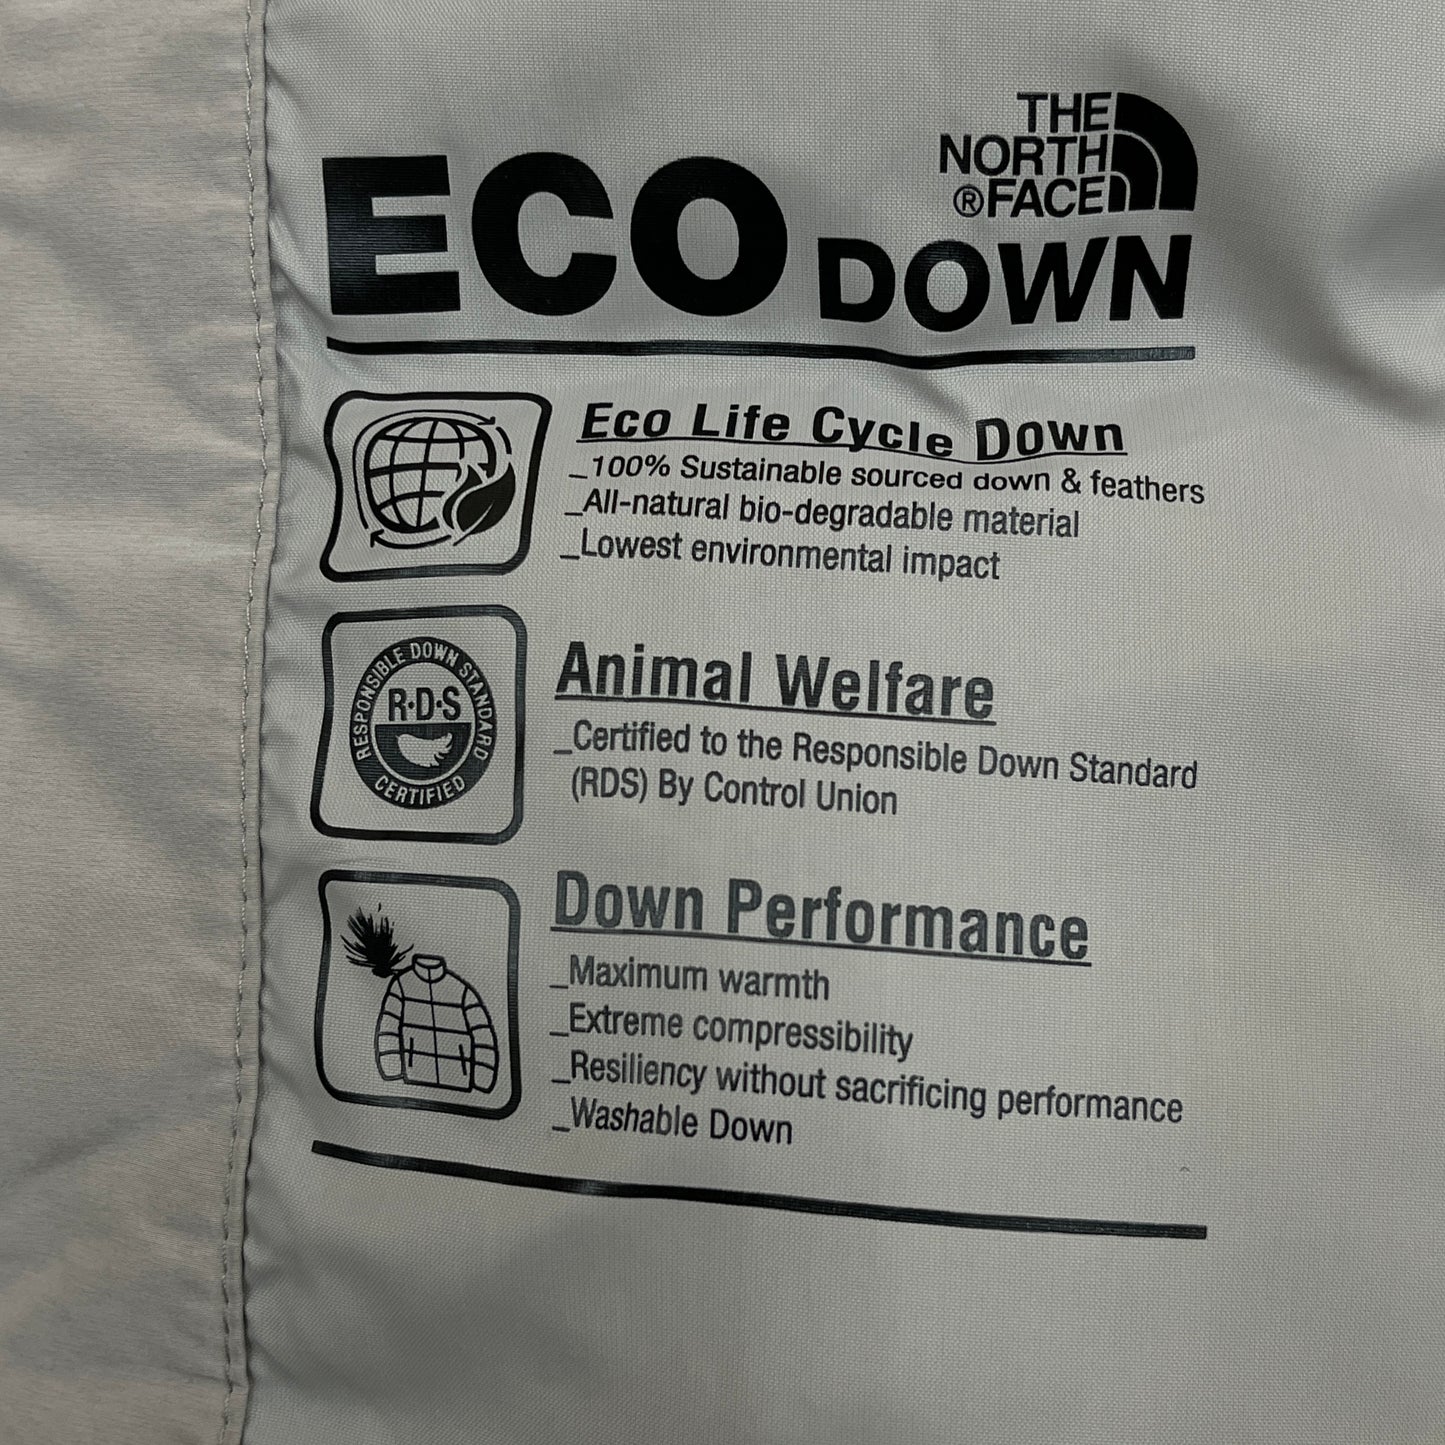 THE
NORTH
®FACE
ECO DOWN
Eco Life Cycle Down
_100% Sustainable sourced down & feathers
_All-natural bio-degradable material
_Lowest environmental impact
RESPONSIBLE DOWN STANDARD
R·D·S
CERTIFIED
Animal Welfare
_Certified to the Responsible Down Standard
(RDS) By Control Union
Down Performance
_Maximum warmth
_Extreme compressibility
_Resiliency without sacrificing performance
_Washable Down